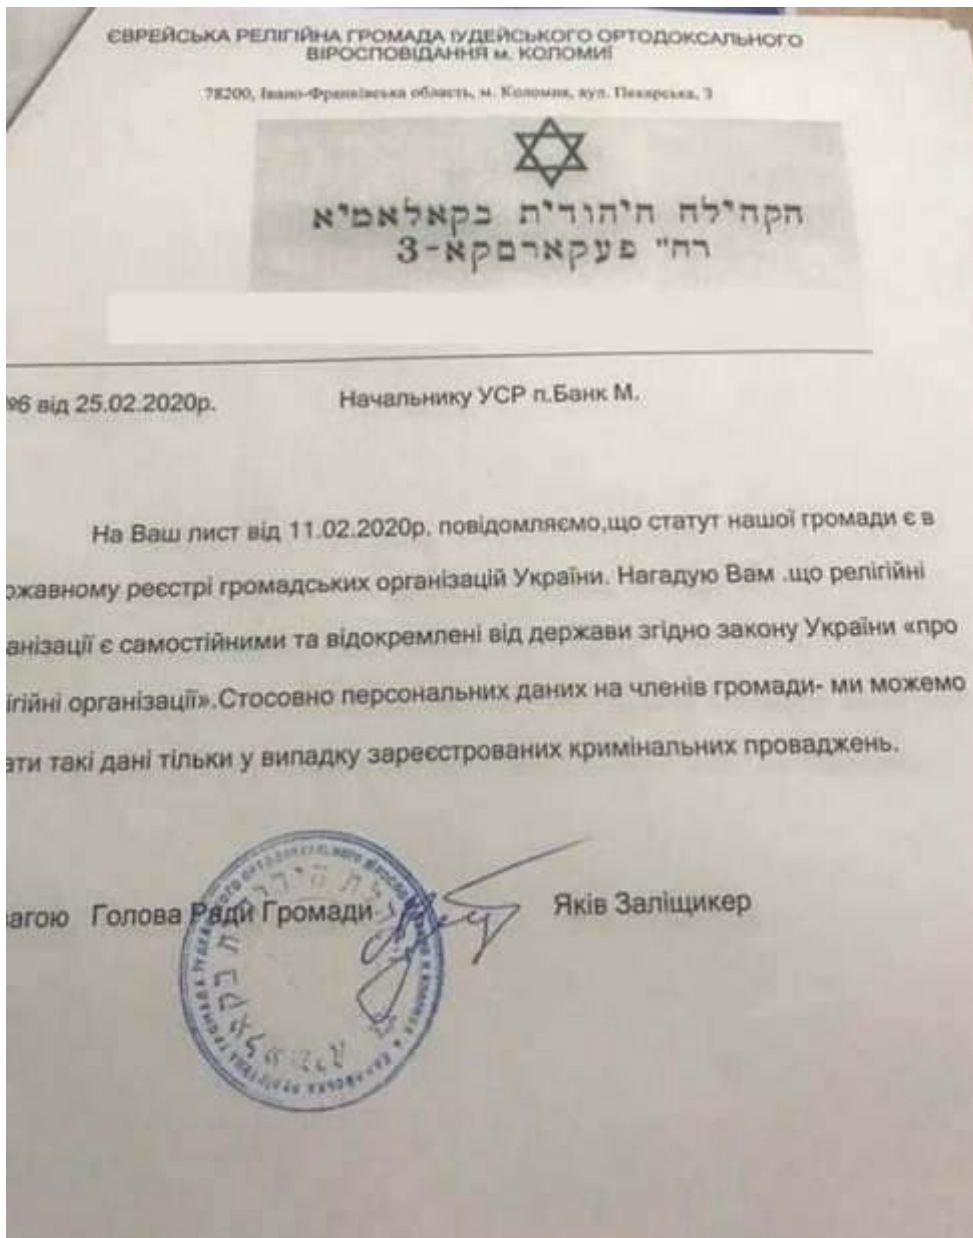 ЄВРЕЙСЬКА РЕЛІГІЙНА ГРОМАДА ІУДЕЙСЬКОГО ОРТОДОКСАЛЬНОГО
ВІРОСПОВІДАННЯ м. КОЛОМИЇ
78200, Івано-Франківська область, м. Коломия, вул. Пекарська, 3
הקהילה היהודית בקאלאמיא
רח" פעקארסקא-3
№6 від 25.02.2020р. Начальнику УСР п.Банк М.
На Ваш лист від 11.02.2020р. повідомляємо,що статут нашої громади є в
ржавному реєстрі громадських організацій України. Нагадую Вам .що релігійні
анізації є самостійними та відокремлені від держави згідно закону України «про
ігійні організації».Стосовно персональних даних на членів громади- ми можемо
ати такі дані тільки у випадку зареєстрованих кримінальних проваджень.
агою Голова Ради Громади Яків Заліщикер